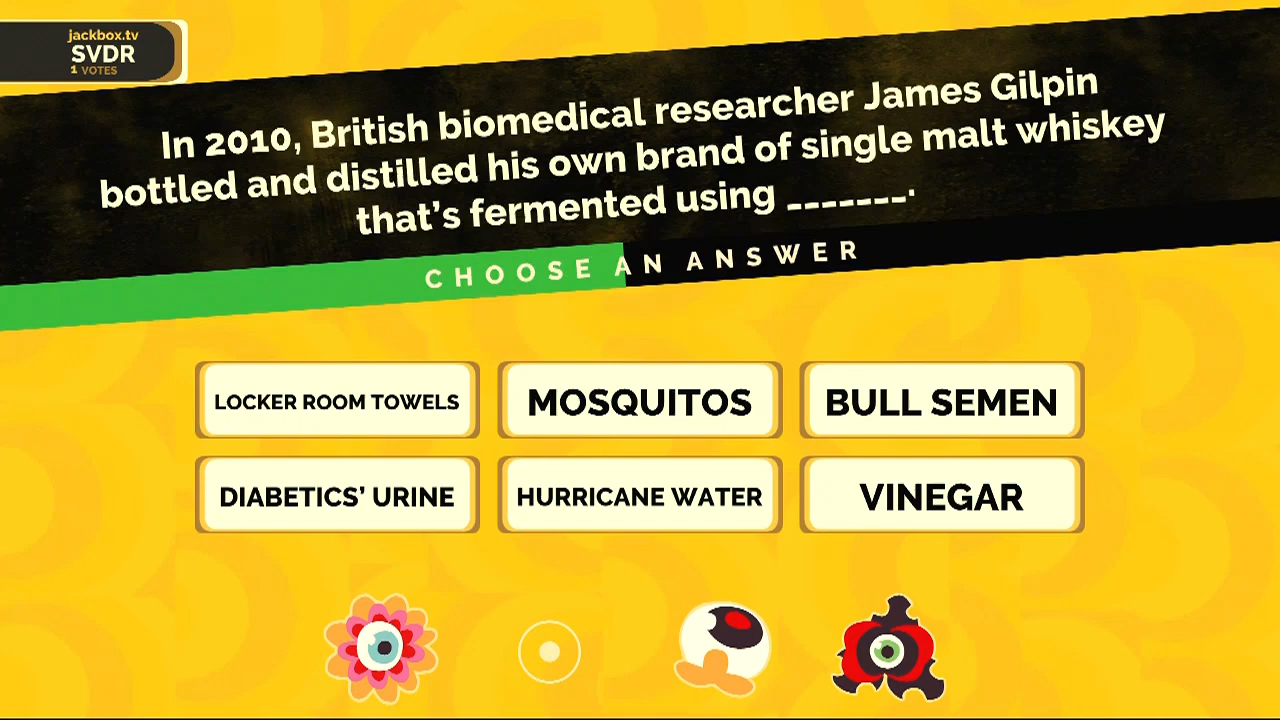 jackbox.tv
SVDR
1 VOTES
In 2010, British biomedical researcher James Gilpin
bottled and distilled his own brand of single malt whiskey
that's fermented using _______.
CHOOSE AN ANSWER
LOCKER ROOM TOWELS
MOSQUITOS
BULL SEMEN
DIABETICS' URINE
HURRICANE WATER
VINEGAR